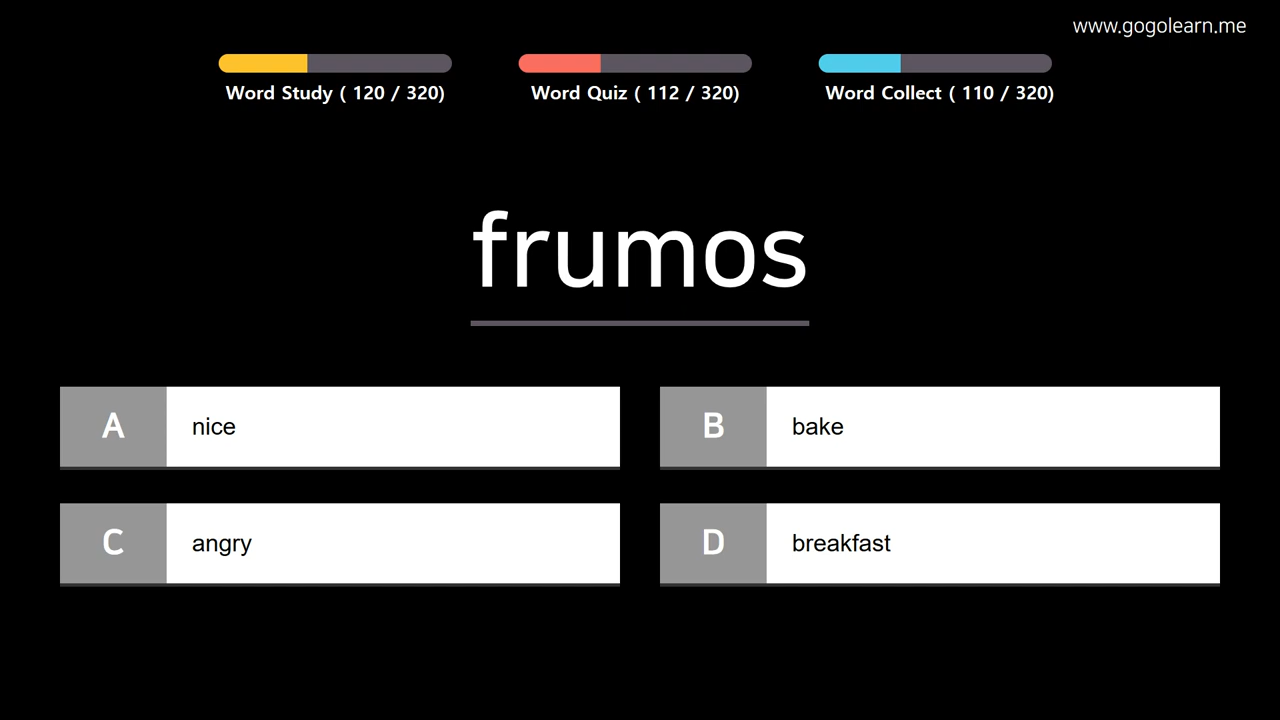 www.gogolearn.me
Word Study ( 120 / 320)
Word Quiz ( 112 / 320)
Word Collect ( 110 / 320)
frumos
A nice
B bake
C angry
D breakfast